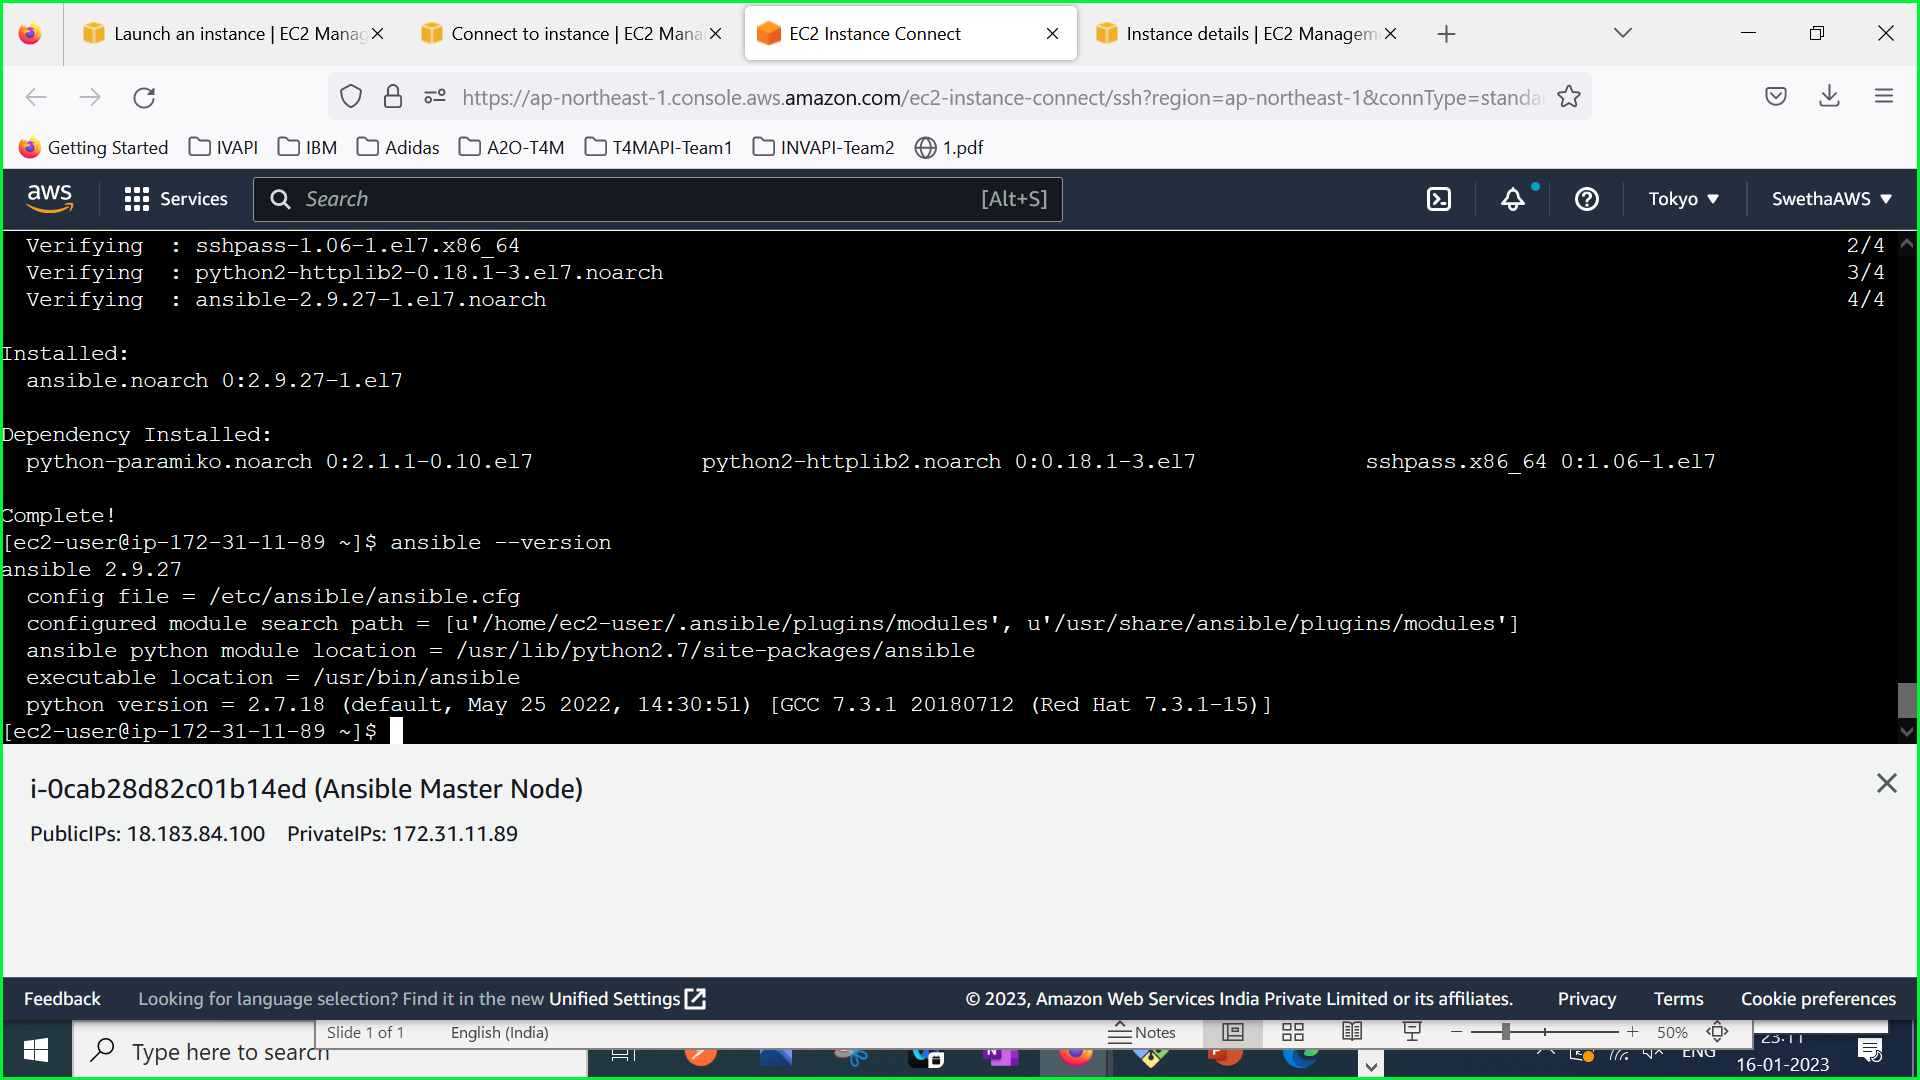 Launch an instance | EC2 Manag
Connect to instance | EC2 Mana
EC2 Instance Connect
Instance details | EC2 Managem
https://ap-northeast-1.console.aws.amazon.com/ec2-instance-connect/ssh?region=ap-northeast-1&connType=standa
Getting Started IVAPI IBM Adidas A2O-T4M T4MAPI-Team1 INVAPI-Team2 1.pdf
aws Services Search [Alt+S] Tokyo SwethaAWS
Verifying : sshpass-1.06-1.el7.x86_64 2/4
Verifying : python2-httplib2-0.18.1-3.el7.noarch 3/4
Verifying : ansible-2.9.27-1.el7.noarch 4/4
Installed:
ansible.noarch 0:2.9.27-1.el7
Dependency Installed:
python-paramiko.noarch 0:2.1.1-0.10.el7 python2-httplib2.noarch 0:0.18.1-3.el7 sshpass.x86_64 0:1.06-1.el7
Complete!
[ec2-user@ip-172-31-11-89 ~]$ ansible --version
ansible 2.9.27
config file = /etc/ansible/ansible.cfg
configured module search path = [u'/home/ec2-user/.ansible/plugins/modules', u'/usr/share/ansible/plugins/modules']
ansible python module location = /usr/lib/python2.7/site-packages/ansible
executable location = /usr/bin/ansible
python version = 2.7.18 (default, May 25 2022, 14:30:51) [GCC 7.3.1 20180712 (Red Hat 7.3.1-15)]
[ec2-user@ip-172-31-11-89 ~]$
i-0cab28d82c01b14ed (Ansible Master Node)
PublicIPs: 18.183.84.100 PrivateIPs: 172.31.11.89
Feedback Looking for language selection? Find it in the new Unified Settings © 2023, Amazon Web Services India Private Limited or its affiliates. Privacy Terms Cookie preferences
Slide 1 of 1 English (India) Notes 50%
Type here to search ENG 23:11
16-01-2023